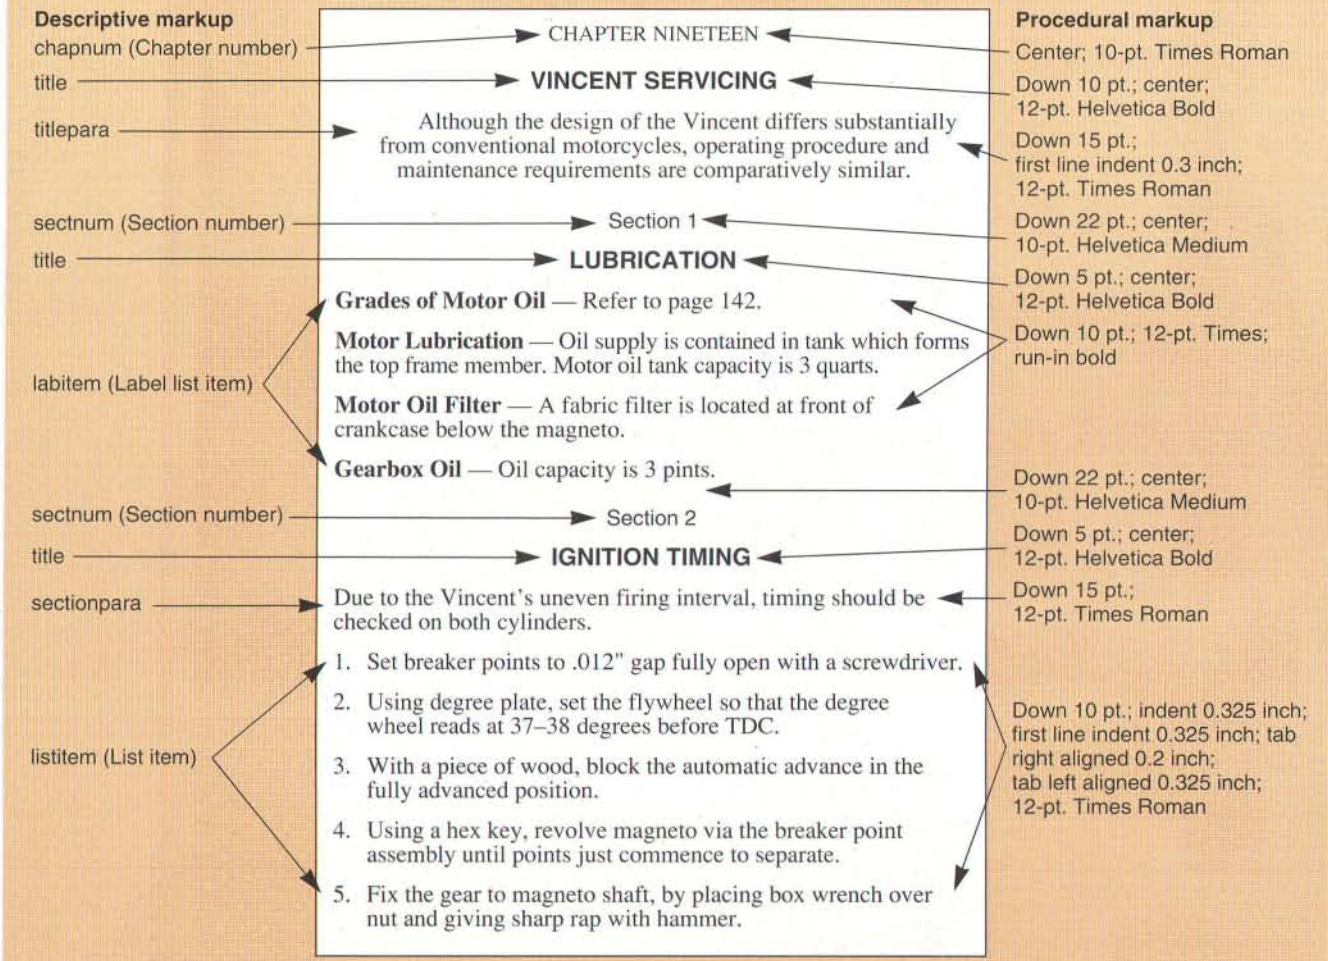 Descriptive markup
chapnum (Chapter number)
title
titlepara
sectnum (Section number)
title
labitem (Label list item)
sectnum (Section number)
title
sectionpara
listitem (List item)
CHAPTER NINETEEN
VINCENT SERVICING
Although the design of the Vincent differs substantially
from conventional motorcycles, operating procedure and
maintenance requirements are comparatively similar.
Section 1
LUBRICATION
Grades of Motor Oil — Refer to page 142.
Motor Lubrication — Oil supply is contained in tank which forms
the top frame member. Motor oil tank capacity is 3 quarts.
Motor Oil Filter — A fabric filter is located at front of
crankcase below the magneto.
Gearbox Oil — Oil capacity is 3 pints.
Section 2
IGNITION TIMING
Due to the Vincent's uneven firing interval, timing should be
checked on both cylinders.
1. Set breaker points to .012" gap fully open with a screwdriver.
2. Using degree plate, set the flywheel so that the degree
wheel reads at 37–38 degrees before TDC.
3. With a piece of wood, block the automatic advance in the
fully advanced position.
4. Using a hex key, revolve magneto via the breaker point
assembly until points just commence to separate.
5. Fix the gear to magneto shaft, by placing box wrench over
nut and giving sharp rap with hammer.
Procedural markup
Center; 10-pt. Times Roman
Down 10 pt.; center;
12-pt. Helvetica Bold
Down 15 pt.;
first line indent 0.3 inch;
12-pt. Times Roman
Down 22 pt.; center;
10-pt. Helvetica Medium
Down 5 pt.; center;
12-pt. Helvetica Bold
Down 10 pt.; 12-pt. Times;
run-in bold
Down 22 pt.; center;
10-pt. Helvetica Medium
Down 5 pt.; center;
12-pt. Helvetica Bold
Down 15 pt.;
12-pt. Times Roman
Down 10 pt.; indent 0.325 inch;
first line indent 0.325 inch; tab
right aligned 0.2 inch;
tab left aligned 0.325 inch;
12-pt. Times Roman